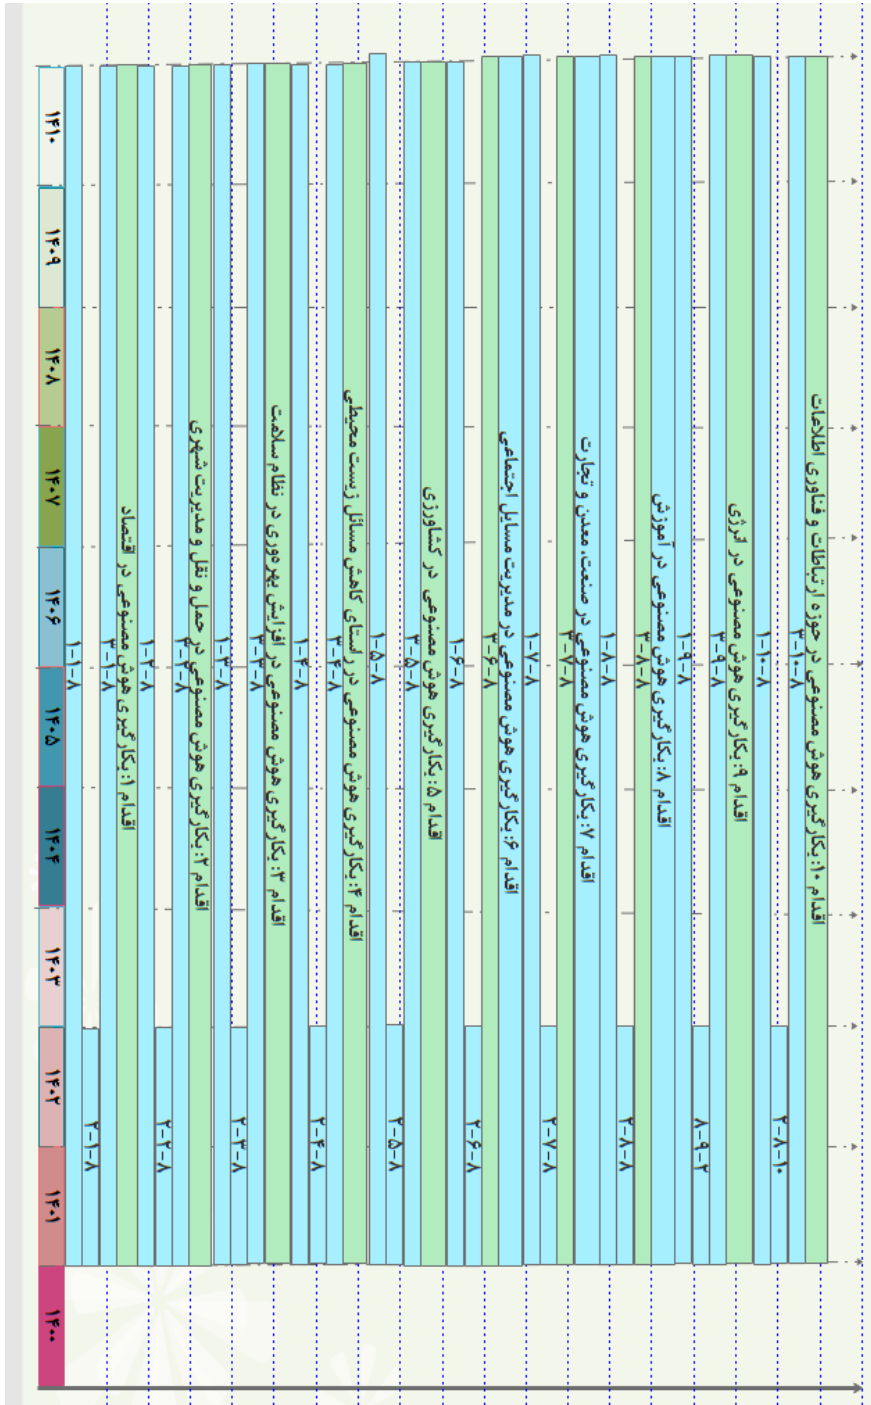 اقدام ۱۰: بکارگیری هوش مصنوعی در حوزه ارتباطات و فناوری اطلاعات
۳-۱۰-۸
۲-۸-۱۰
۱-۱۰-۸
اقدام ۹: بکارگیری هوش مصنوعی در انرژی
۳-۹-۸
۸-۹-۲
۱-۹-۸
اقدام ۸: بکارگیری هوش مصنوعی در آموزش
۳-۸-۸
۲-۸-۸
۱-۸-۸
اقدام ۷: بکارگیری هوش مصنوعی در صنعت، معدن و تجارت
۳-۷-۸
۲-۷-۸
۱-۷-۸
اقدام ۶: بکارگیری هوش مصنوعی در مدیریت مسایل اجتماعی
۳-۶-۸
۲-۶-۸
۱-۶-۸
اقدام ۵: بکارگیری هوش مصنوعی در کشاورزی
۳-۵-۸
۲-۵-۸
۱-۵-۸
اقدام ۴: بکارگیری هوش مصنوعی در راستای کاهش مسائل زیست محیطی
۳-۴-۸
۲-۴-۸
۱-۴-۸
اقدام ۳: بکارگیری هوش مصنوعی در افزایش بهره‌وری در نظام سلامت
۳-۳-۸
۲-۳-۸
۱-۳-۸
اقدام ۲: بکارگیری هوش مصنوعی در حمل و نقل و مدیریت شهری
۳-۲-۸
۲-۲-۸
۱-۲-۸
اقدام ۱: بکارگیری هوش مصنوعی در اقتصاد
۳-۱-۸
۲-۱-۸
۱-۱-۸
۱۴۰۰ ۱۴۰۱ ۱۴۰۲ ۱۴۰۳ ۱۴۰۴ ۱۴۰۵ ۱۴۰۶ ۱۴۰۷ ۱۴۰۸ ۱۴۰۹ ۱۴۱۰